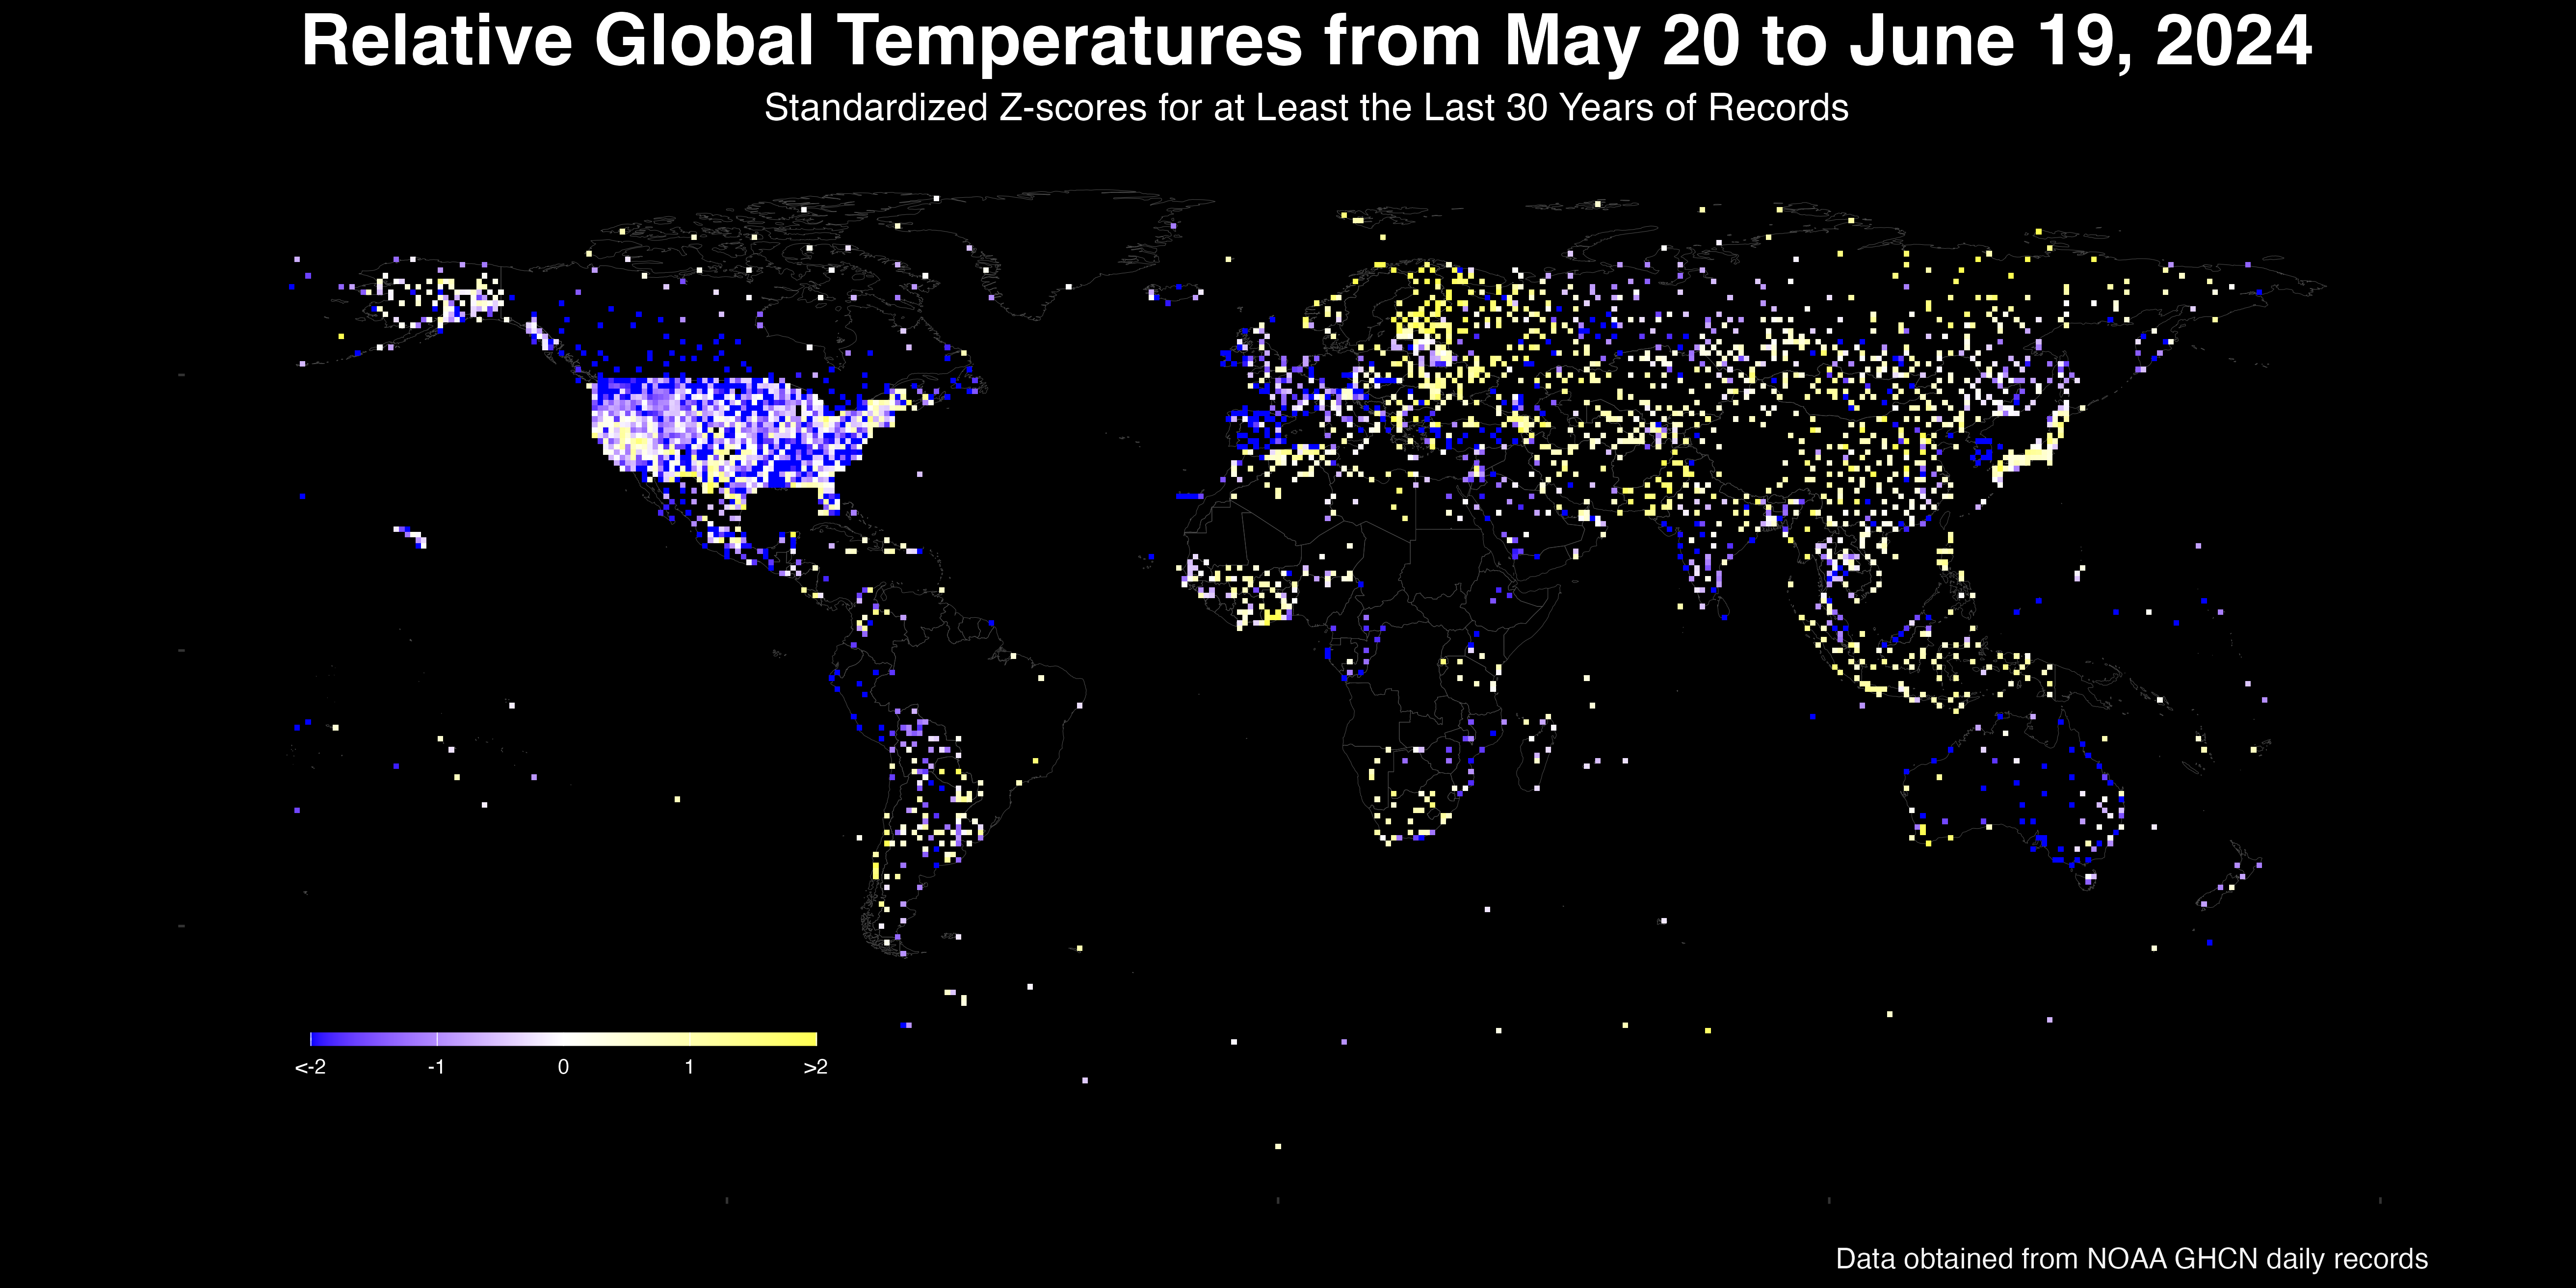 Relative Global Temperatures from May 20 to June 19, 2024
Standardized Z-scores for at Least the Last 30 Years of Records
<-2 -1 0 1 >2
Data obtained from NOAA GHCN daily records